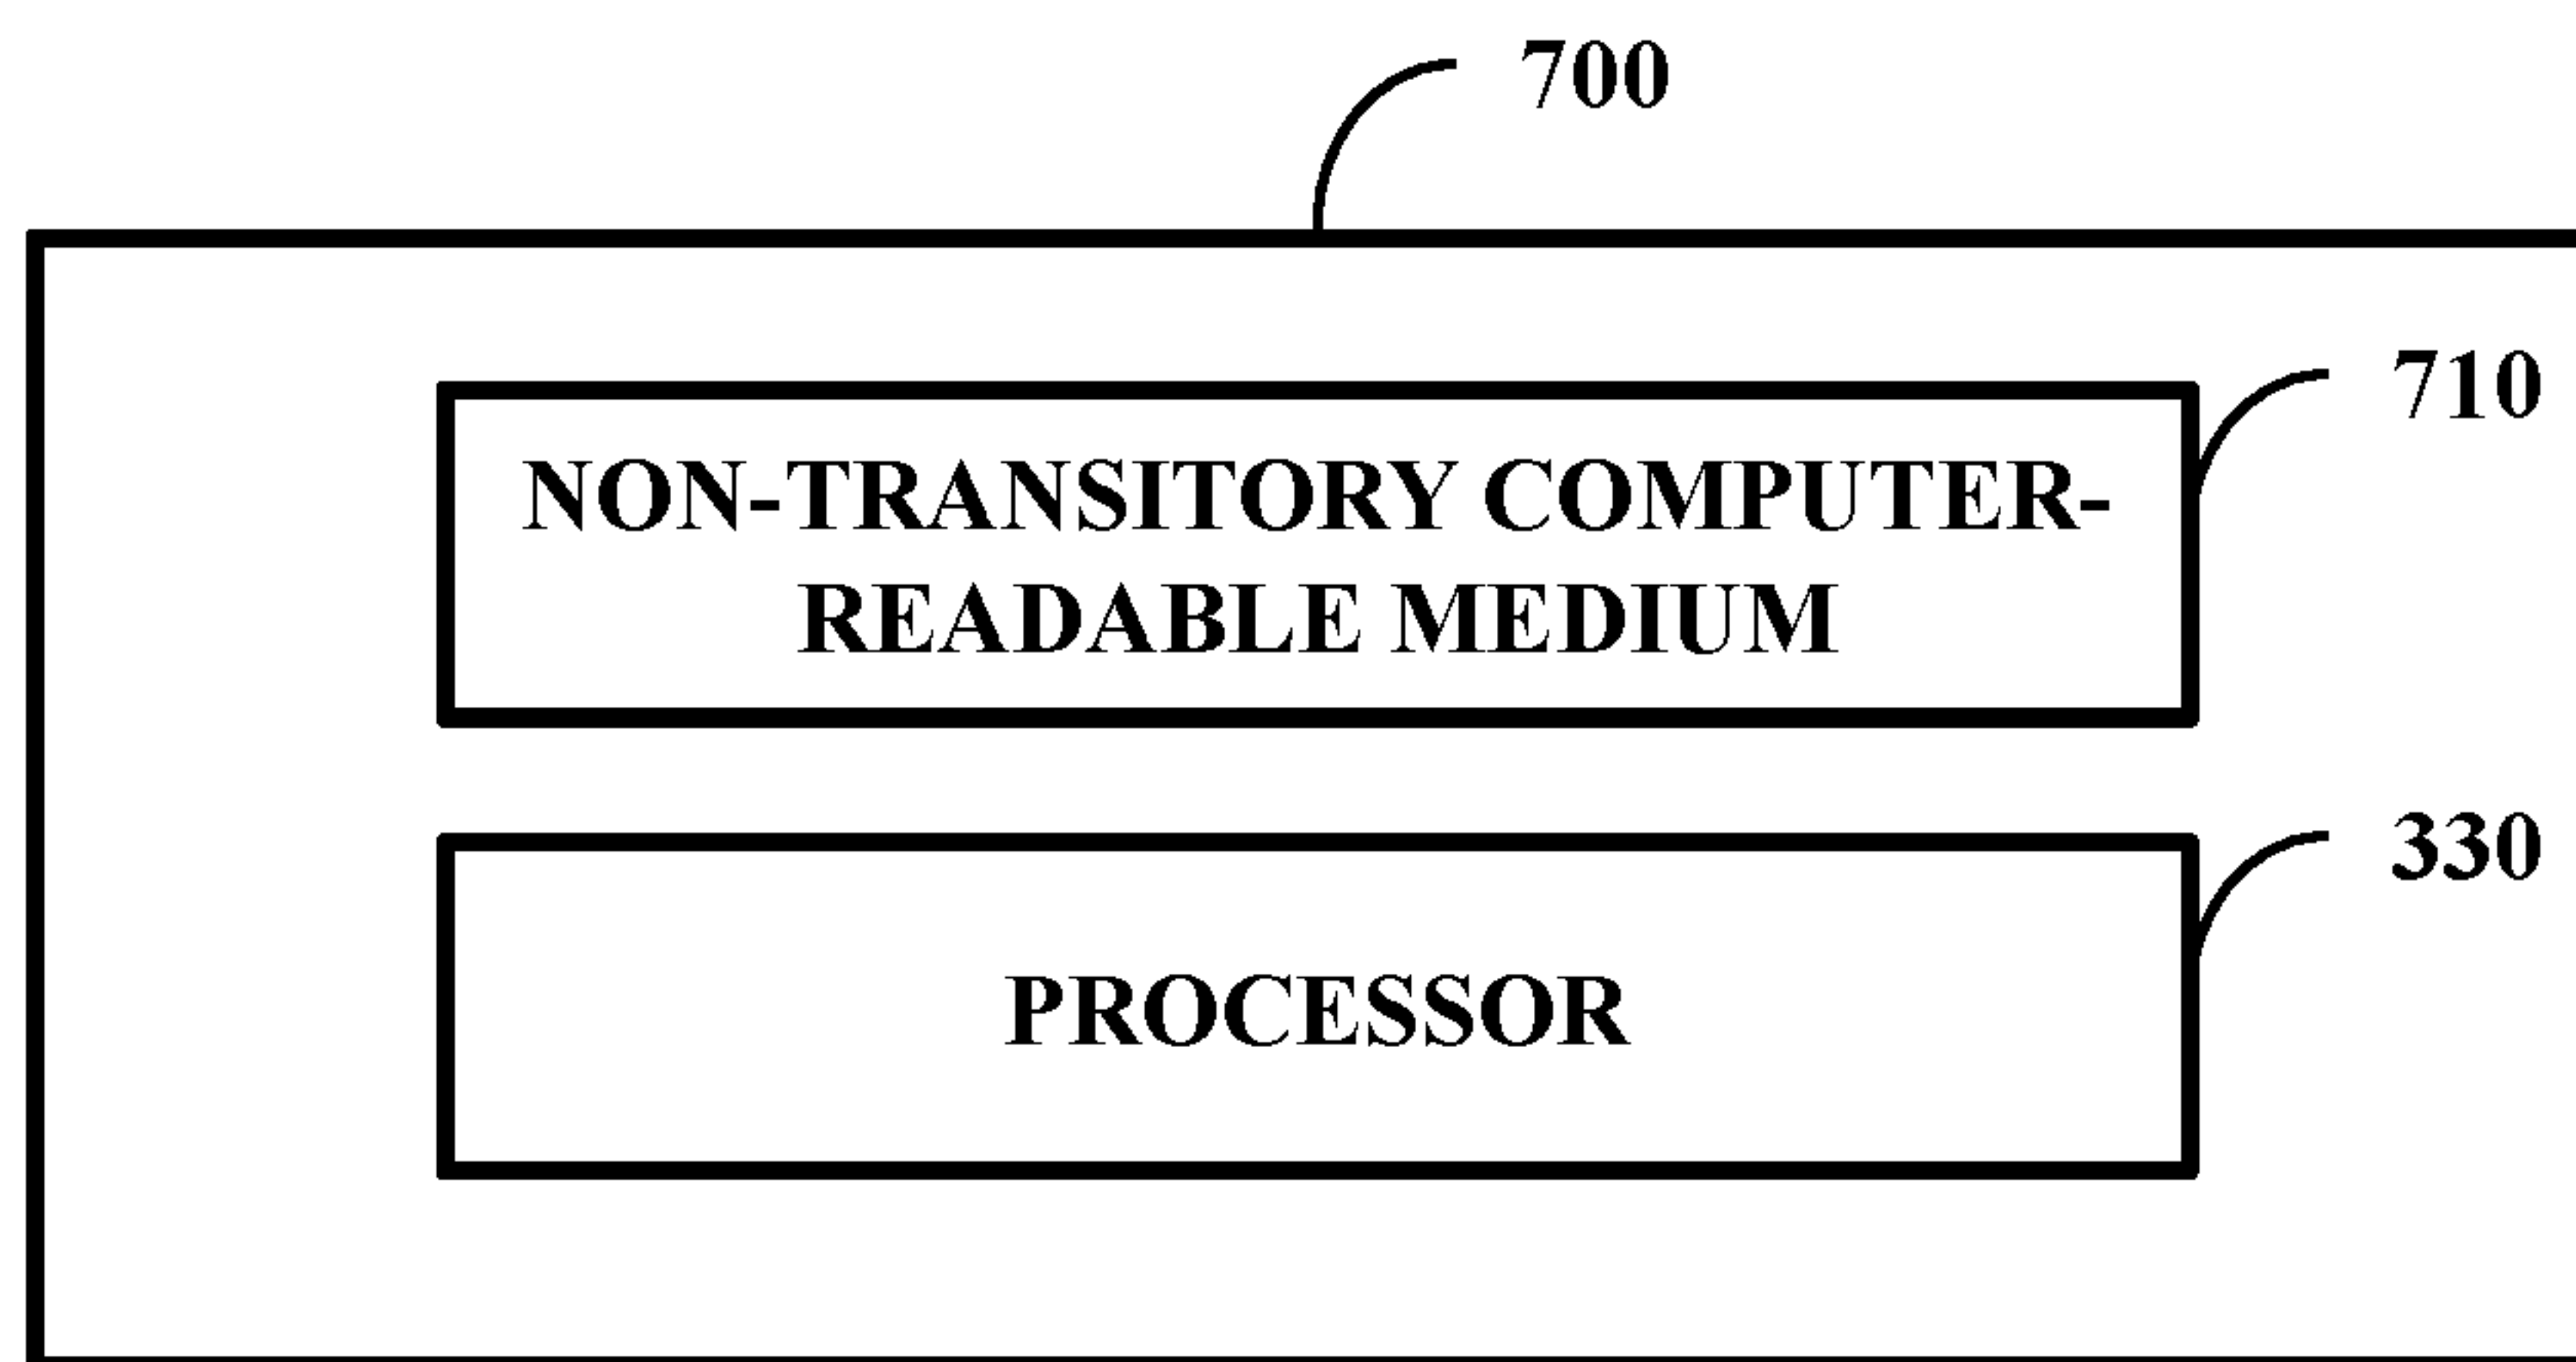 700
710
NON-TRANSITORY COMPUTER-
READABLE MEDIUM
330
PROCESSOR